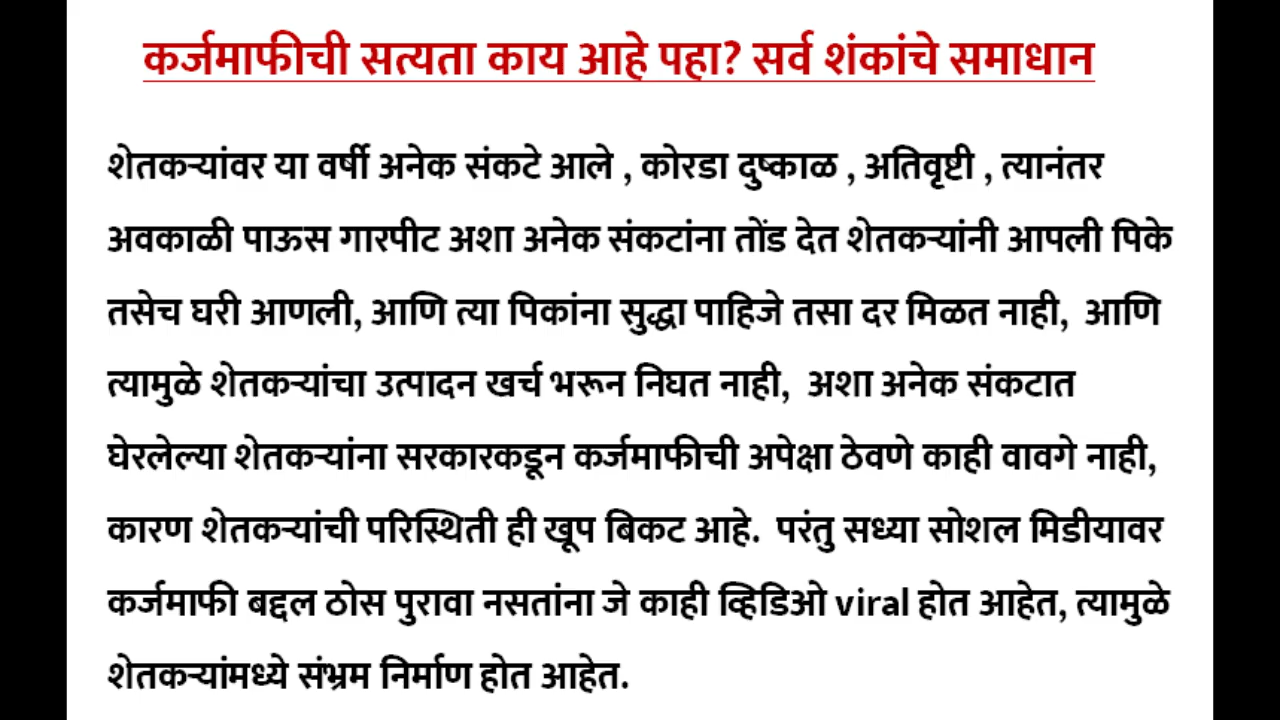 कर्जमाफीची सत्यता काय आहे पहा? सर्व शंकांचे समाधान
शेतकऱ्यांवर या वर्षी अनेक संकटे आले , कोरडा दुष्काळ , अतिवृष्टी , त्यानंतर
अवकाळी पाऊस गारपीट अशा अनेक संकटांना तोंड देत शेतकऱ्यांनी आपली पिके
तसेच घरी आणली, आणि त्या पिकांना सुद्धा पाहिजे तसा दर मिळत नाही, आणि
त्यामुळे शेतकऱ्यांचा उत्पादन खर्च भरून निघत नाही, अशा अनेक संकटात
घेरलेल्या शेतकऱ्यांना सरकारकडून कर्जमाफीची अपेक्षा ठेवणे काही वावगे नाही,
कारण शेतकऱ्यांची परिस्थिती ही खूप बिकट आहे. परंतु सध्या सोशल मिडीयावर
कर्जमाफी बद्दल ठोस पुरावा नसतांना जे काही व्हिडिओ viral होत आहेत, त्यामुळे
शेतकऱ्यांमध्ये संभ्रम निर्माण होत आहेत.